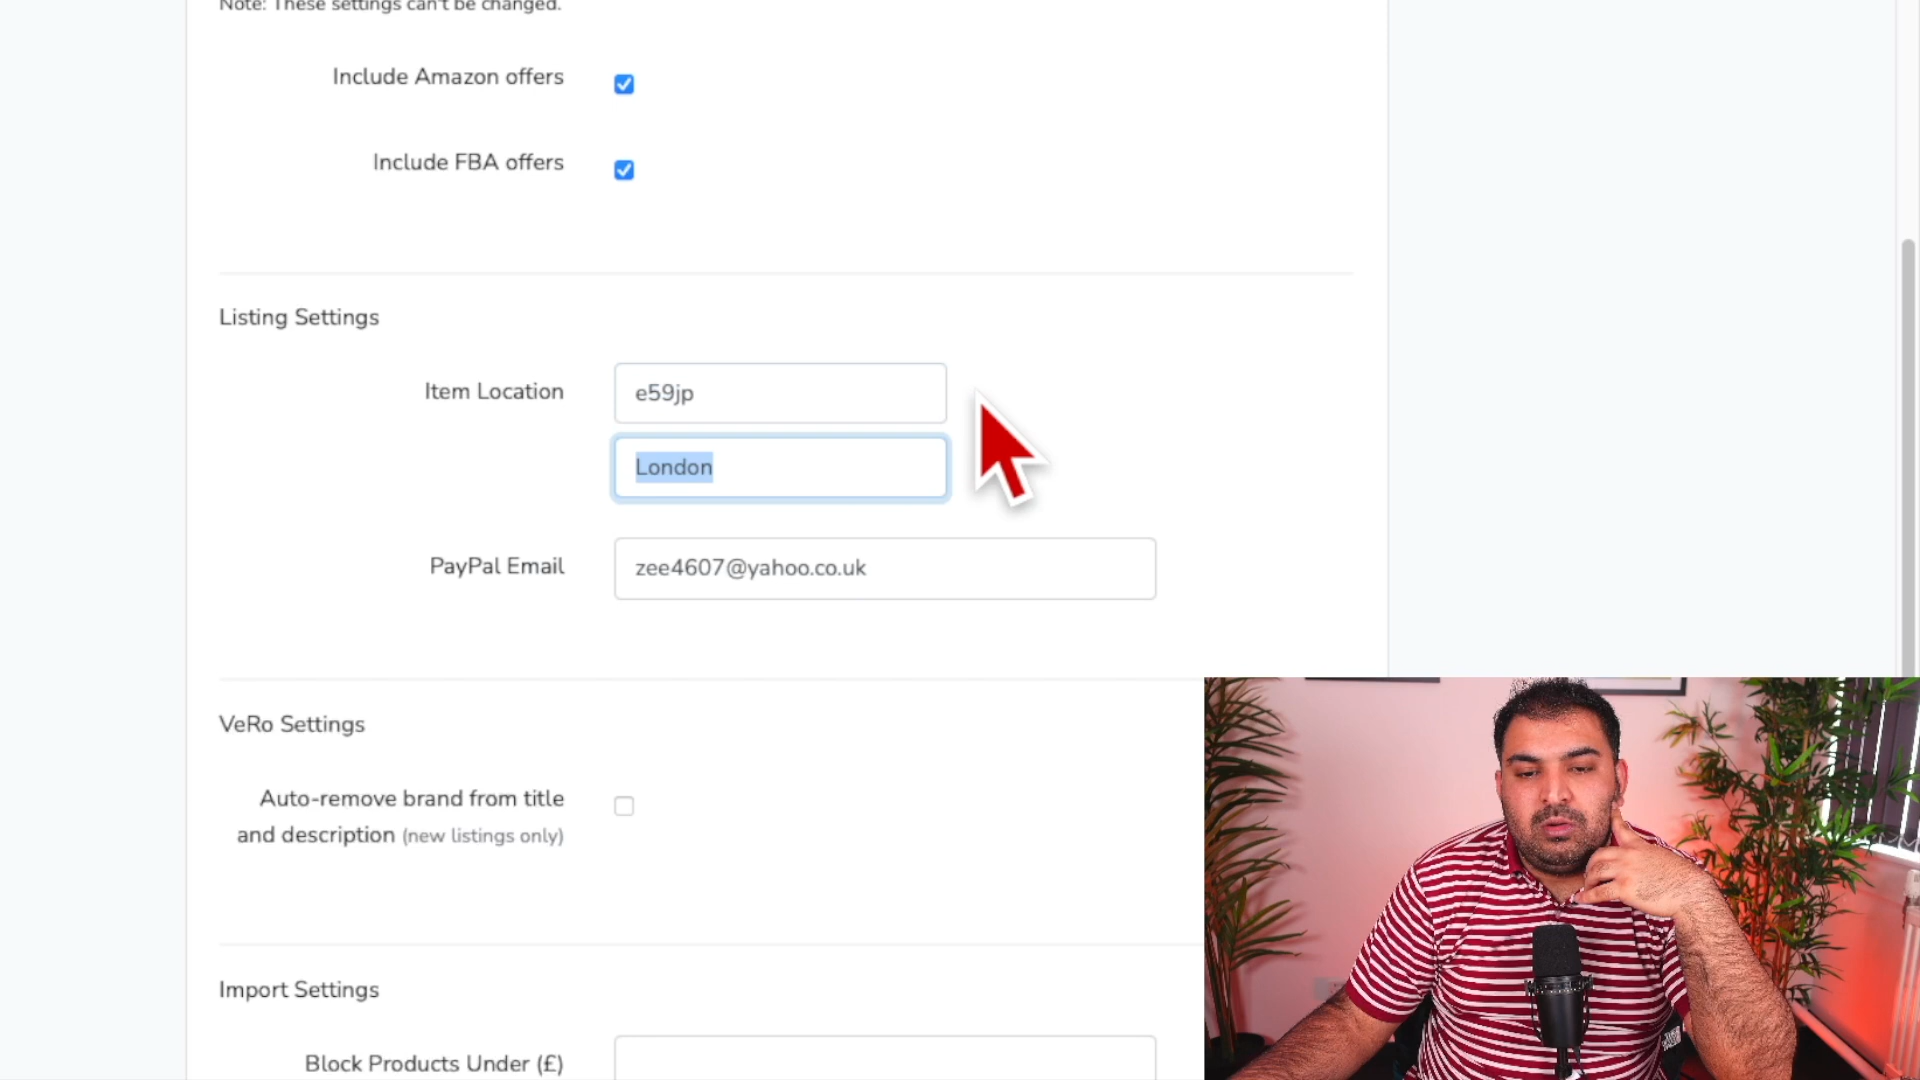 Note: These settings can't be changed.
Include Amazon offers
Include FBA offers
Listing Settings
Item Location
e59jp
London
PayPal Email
zee4607@yahoo.co.uk
VeRo Settings
Auto-remove brand from title
and description (new listings only)
Import Settings
Block Products Under (£)